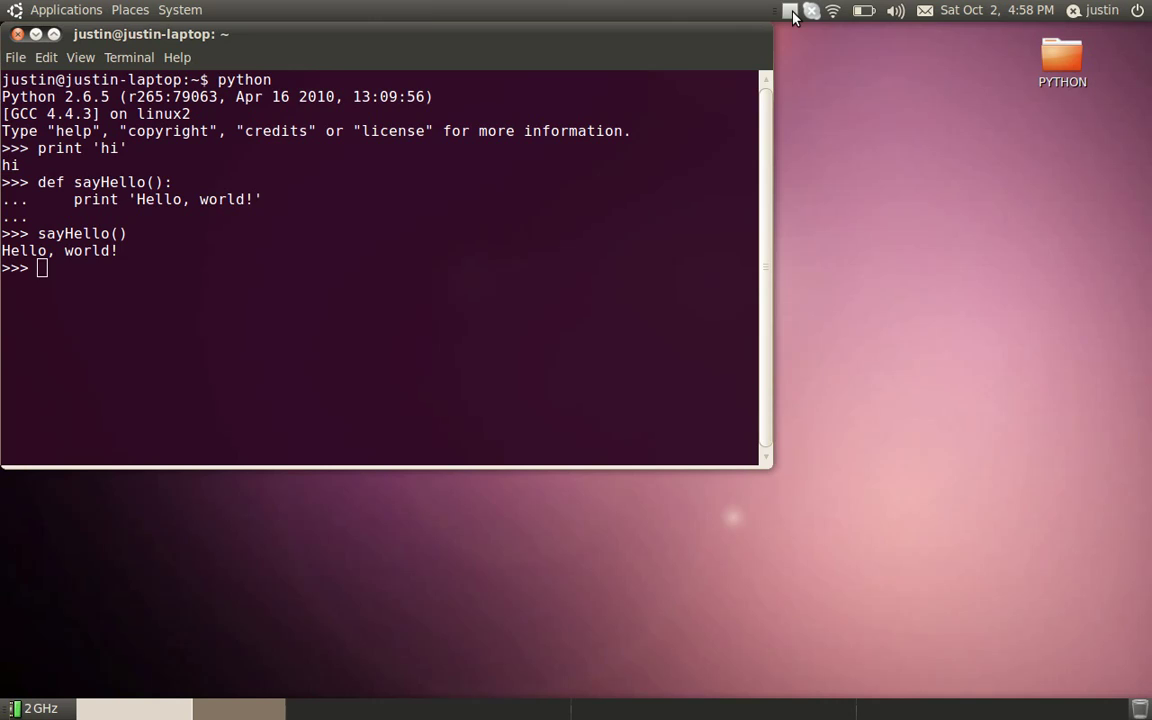 Applications Places System
Sat Oct 2, 4:58 PM justin
justin@justin-laptop: ~
File Edit View Terminal Help
justin@justin-laptop:~$ python
Python 2.6.5 (r265:79063, Apr 16 2010, 13:09:56)
[GCC 4.4.3] on linux2
Type "help", "copyright", "credits" or "license" for more information.
>>> print 'hi'
hi
>>> def sayHello():
...     print 'Hello, world!'
...
>>> sayHello()
Hello, world!
>>>
PYTHON
2 GHz